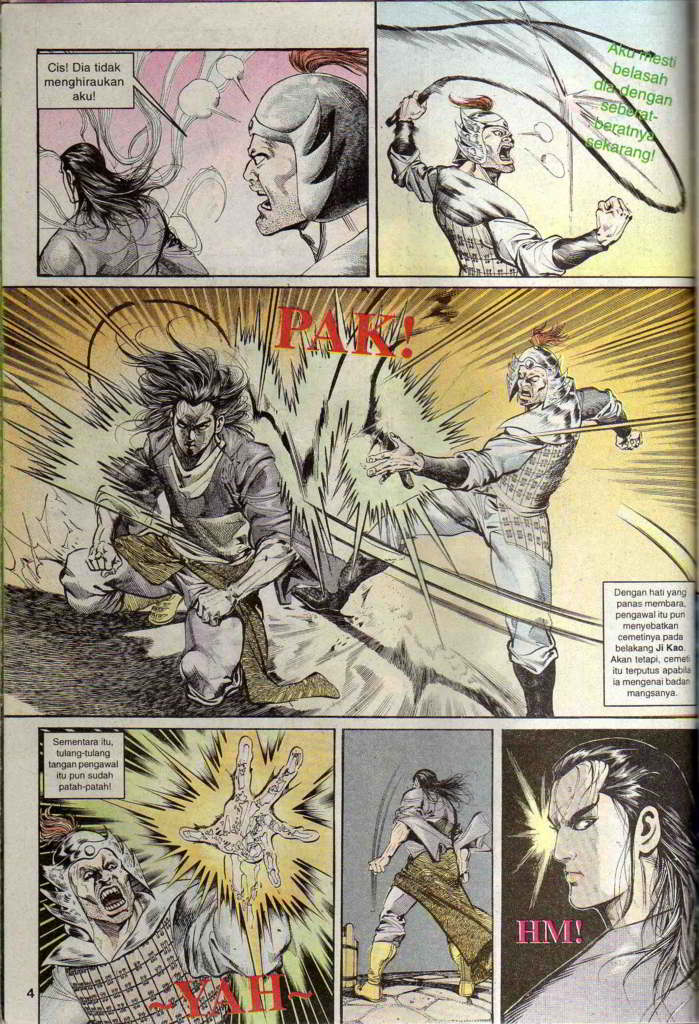 Cis! Dia tidak
menghiraukan
aku!
Aku mesti
belasah
dia dengan
seberat-
beratnya
sekarang!
PAK!
Dengan hati yang
panas membara,
pengawal itu pun
menyebatkan
cemetinya pada
belakang Ji Kao.
Akan tetapi, cemeti
itu terputus apabila
ia mengenai badan
mangsanya.
Sementara itu,
tulang-tulang
tangan pengawal
itu pun sudah
patah-patah!
~YAH~
HM!
4